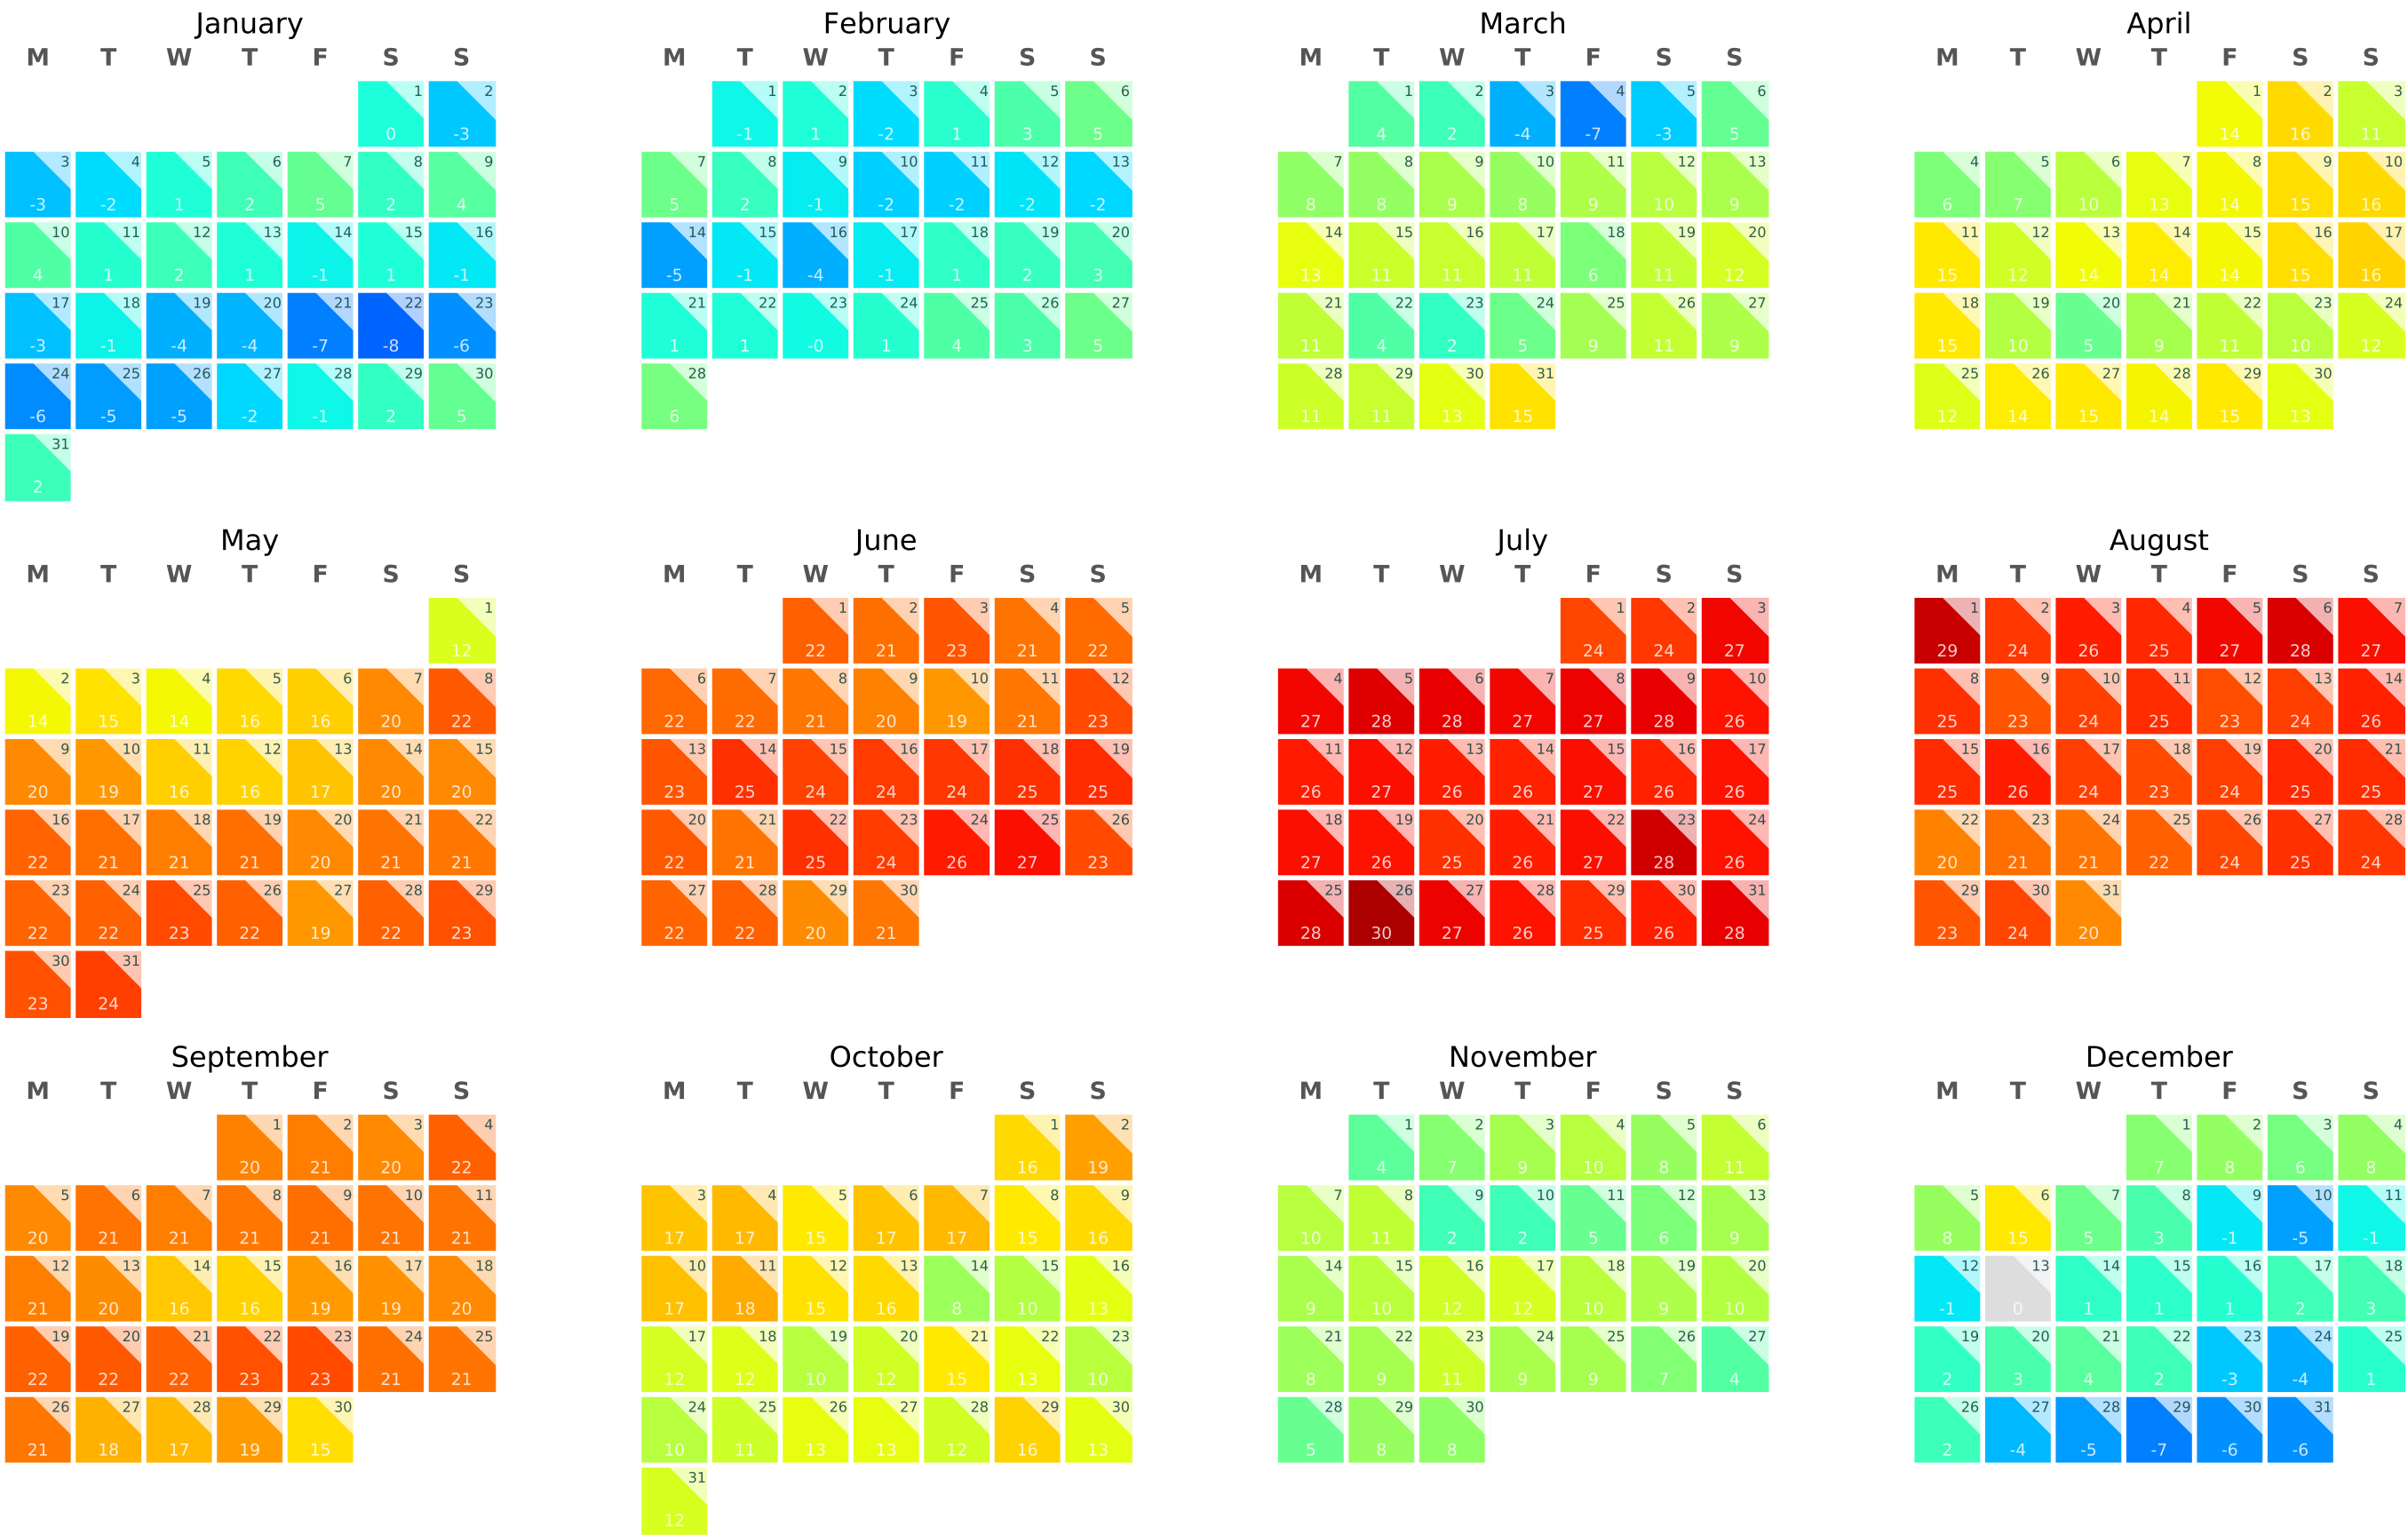 January February March April
M T W T F S S M T W T F S S M T W T F S S M T W T F S S
1 2 1 2 3 4 5 6 1 2 3 4 5 6 1 2 3
0 -3 -1 1 -2 1 3 5 4 2 -4 -7 -3 5 14 16 11
3 4 5 6 7 8 9 7 8 9 10 11 12 13 7 8 9 10 11 12 13 4 5 6 7 8 9 10
-3 -2 1 2 5 2 4 5 2 -1 -2 -2 -2 -2 8 8 9 8 9 10 9 6 7 10 13 14 15 16
10 11 12 13 14 15 16 14 15 16 17 18 19 20 14 15 16 17 18 19 20 11 12 13 14 15 16 17
4 1 2 1 -1 1 -1 -5 -1 -4 -1 1 2 3 13 11 11 11 6 11 12 15 12 14 14 14 15 16
17 18 19 20 21 22 23 21 22 23 24 25 26 27 21 22 23 24 25 26 27 18 19 20 21 22 23 24
-3 -1 -4 -4 -7 -8 -6 1 1 -0 1 4 3 5 11 4 2 5 9 11 9 15 10 5 9 11 10 12
24 25 26 27 28 29 30 28 28 29 30 31 25 26 27 28 29 30
-6 -5 -5 -2 -1 2 5 6 11 11 13 15 12 14 15 14 15 13
31
2
May June July August
M T W T F S S M T W T F S S M T W T F S S M T W T F S S
1 1 2 3 4 5 1 2 3 1 2 3 4 5 6 7
12 22 21 23 21 22 24 24 27 29 24 26 25 27 28 27
2 3 4 5 6 7 8 6 7 8 9 10 11 12 4 5 6 7 8 9 10 8 9 10 11 12 13 14
14 15 14 16 16 20 22 22 22 21 20 19 21 23 27 28 28 27 27 28 26 25 23 24 25 23 24 26
9 10 11 12 13 14 15 13 14 15 16 17 18 19 11 12 13 14 15 16 17 15 16 17 18 19 20 21
20 19 16 16 17 20 20 23 25 24 24 24 25 25 26 27 26 26 27 26 26 25 26 24 23 24 25 25
16 17 18 19 20 21 22 20 21 22 23 24 25 26 18 19 20 21 22 23 24 22 23 24 25 26 27 28
22 21 21 21 20 21 21 22 21 25 24 26 27 23 27 26 25 26 27 28 26 20 21 21 22 24 25 24
23 24 25 26 27 28 29 27 28 29 30 25 26 27 28 29 30 31 29 30 31
22 22 23 22 19 22 23 22 22 20 21 28 30 27 26 25 26 28 23 24 20
30 31
23 24
September October November December
M T W T F S S M T W T F S S M T W T F S S M T W T F S S
1 2 3 4 1 2 1 2 3 4 5 6 1 2 3 4
20 21 20 22 16 19 4 7 9 10 8 11 7 8 6 8
5 6 7 8 9 10 11 3 4 5 6 7 8 9 7 8 9 10 11 12 13 5 6 7 8 9 10 11
20 21 21 21 21 21 21 17 17 15 17 17 15 16 10 11 2 2 5 6 9 8 15 5 3 -1 -5 -1
12 13 14 15 16 17 18 10 11 12 13 14 15 16 14 15 16 17 18 19 20 12 13 14 15 16 17 18
21 20 16 16 19 19 20 17 18 15 16 8 10 13 9 10 12 12 10 9 10 -1 0 1 1 1 2 3
19 20 21 22 23 24 25 17 18 19 20 21 22 23 21 22 23 24 25 26 27 19 20 21 22 23 24 25
22 22 22 23 23 21 21 12 12 10 12 15 13 10 8 9 11 9 9 7 4 2 3 4 2 -3 -4 1
26 27 28 29 30 24 25 26 27 28 29 30 28 29 30 26 27 28 29 30 31
21 18 17 19 15 10 11 13 13 12 16 13 5 8 8 2 -4 -5 -7 -6 -6
31
12